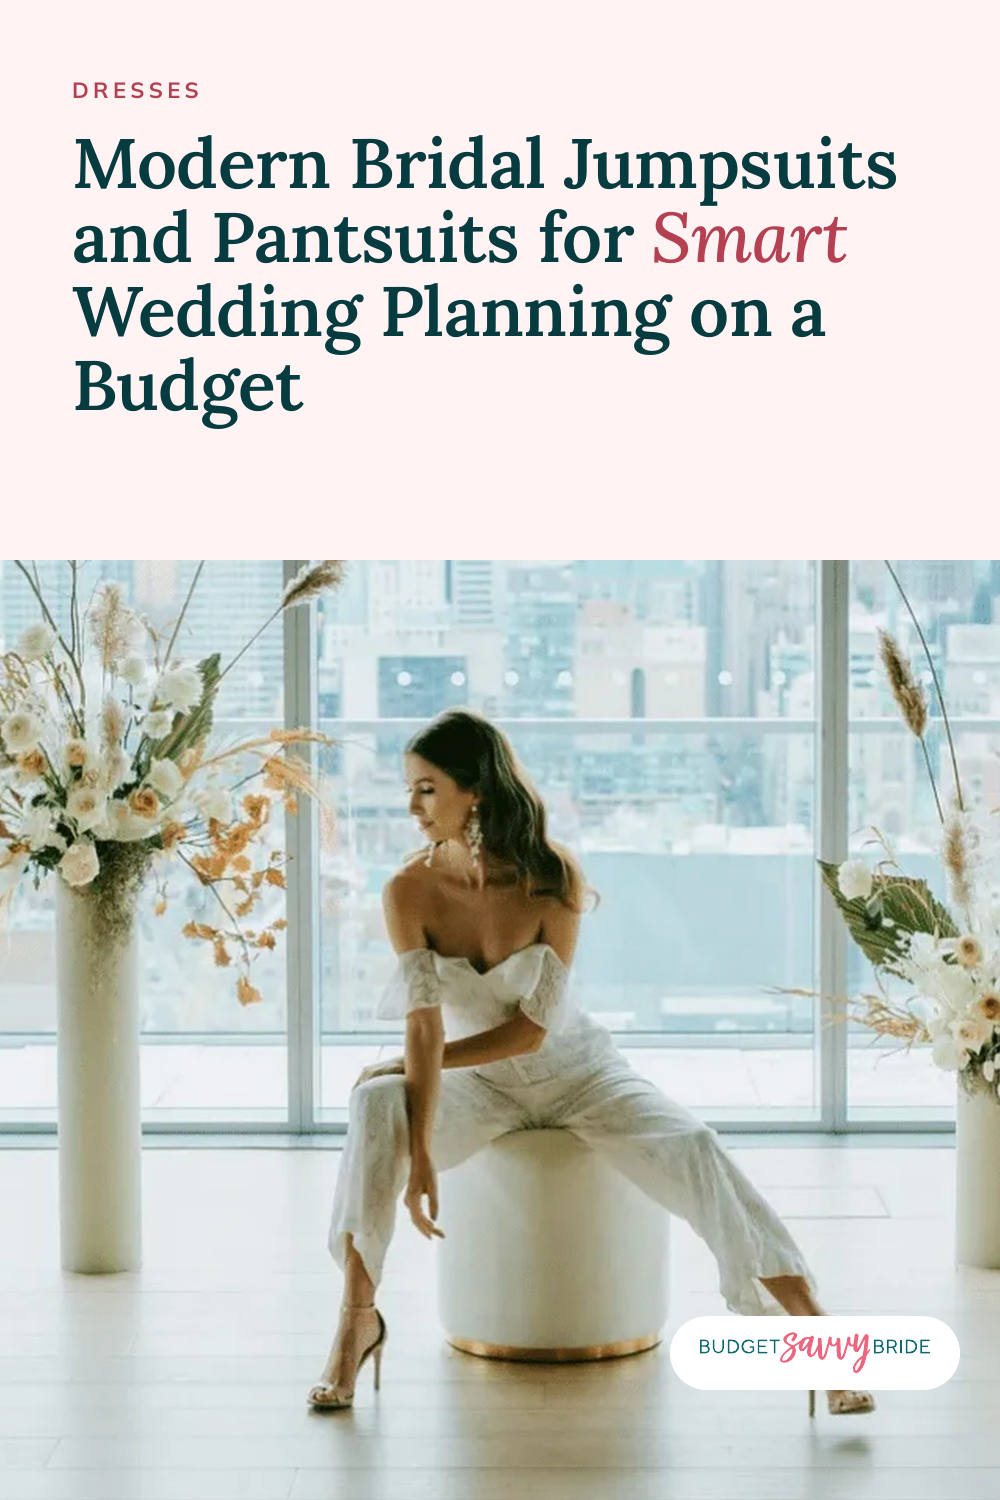 DRESSES
Modern Bridal Jumpsuits
and Pantsuits for Smart
Wedding Planning on a
Budget
BUDGET savvy BRIDE